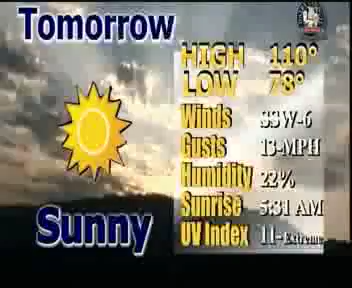 Tomorrow
HIGH 110°
LOW 78°
Winds SSW-6
Gusts 13-MPH
Humidity 22%
Sunrise 5:31 AM
Sunny
UV Index 11-Extreme